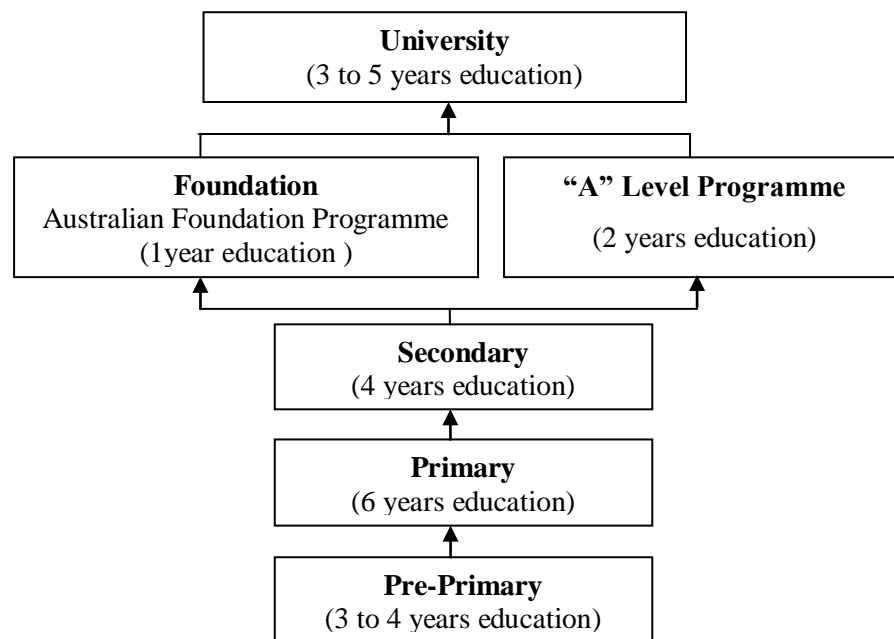 University
(3 to 5 years education)
Foundation
Australian Foundation Programme
(1year education )
“A” Level Programme
(2 years education)
Secondary
(4 years education)
Primary
(6 years education)
Pre-Primary
(3 to 4 years education)